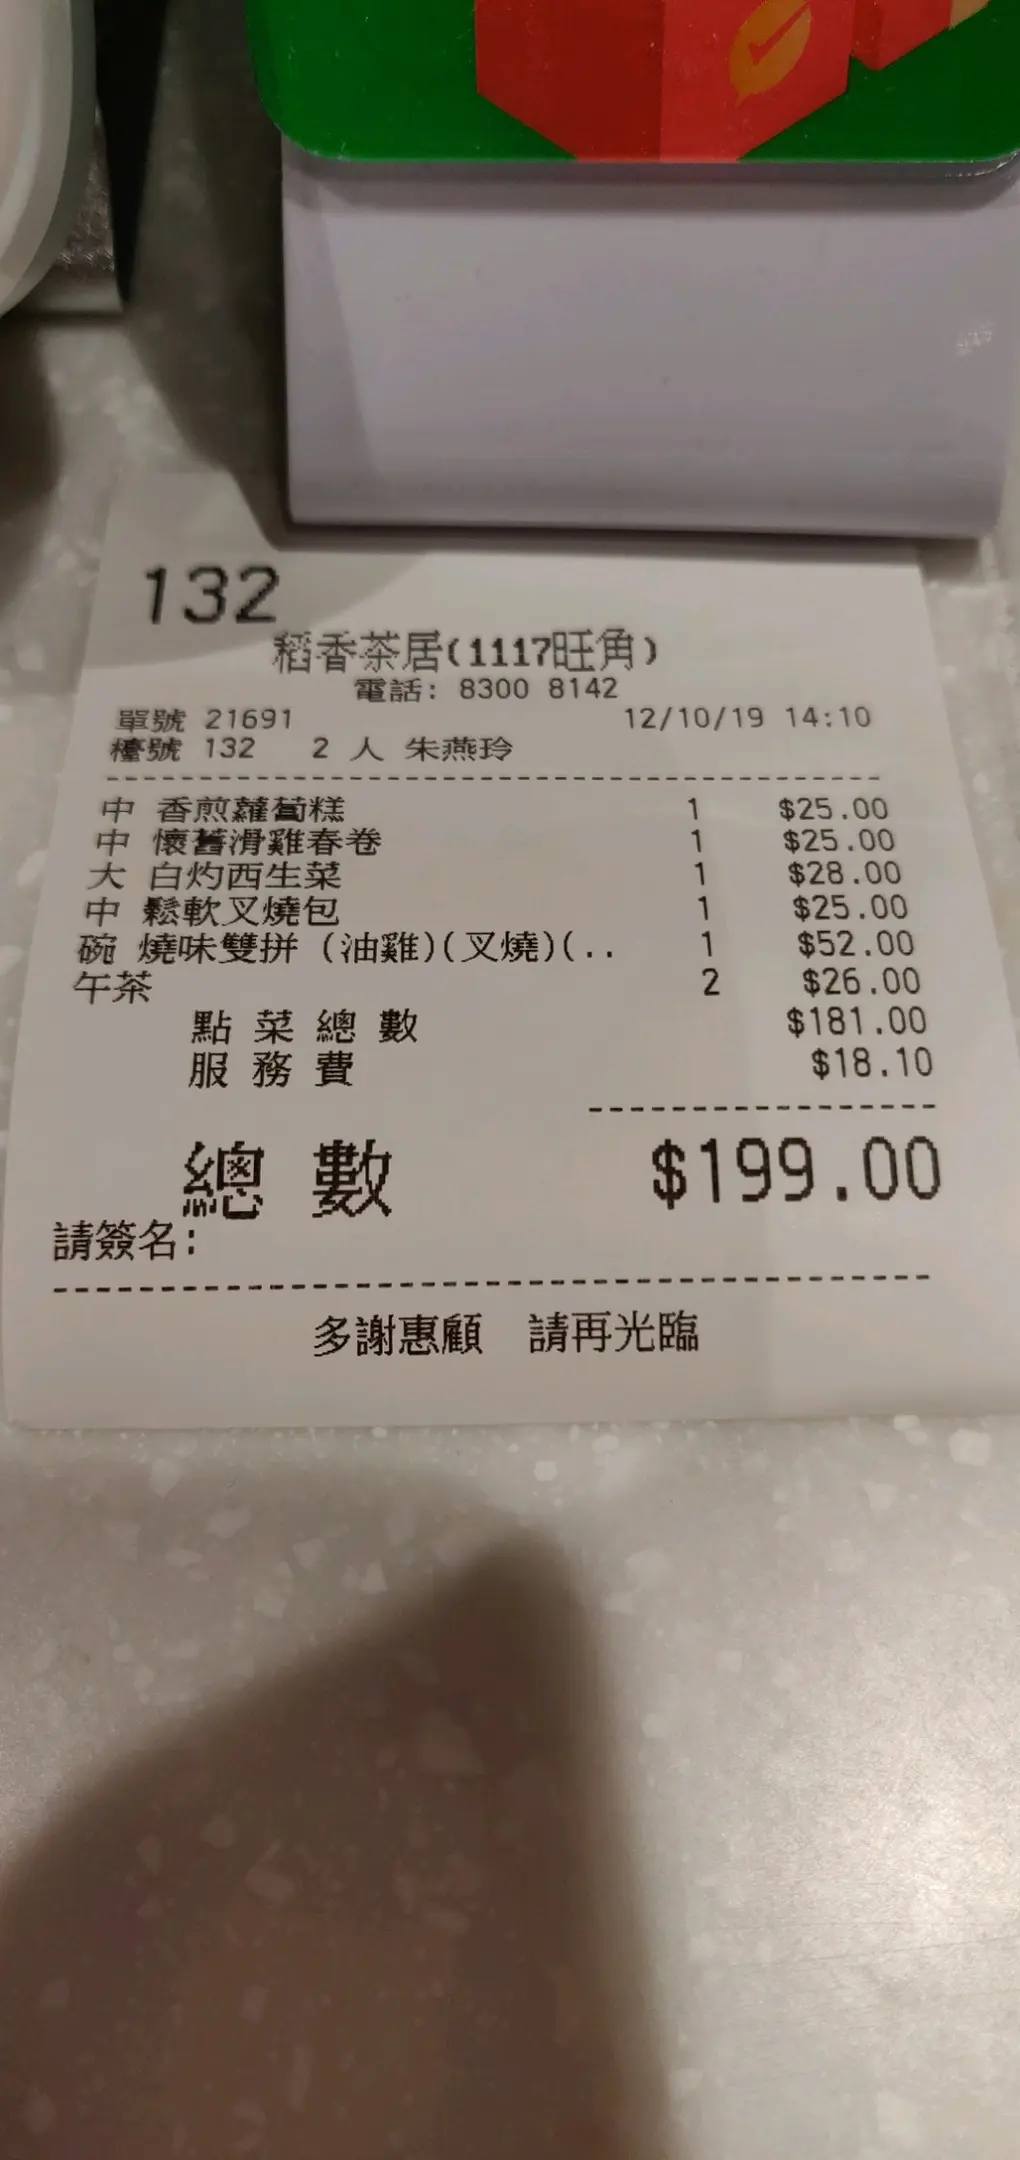 132
稻香茶居(1117旺角)
電話: 8300 8142
單號 21691 12/10/19 14:10
檯號 132 2 人 朱燕玲
中 香煎蘿蔔糕 1 $25.00
中 懷舊滑雞春卷 1 $25.00
大 白灼西生菜 1 $28.00
中 鬆軟叉燒包 1 $25.00
碗 燒味雙拼 (油雞)(叉燒)(.. 1 $52.00
午茶 2 $26.00
點菜總數 $181.00
服務費 $18.10
總數 $199.00
請簽名:
多謝惠顧 請再光臨